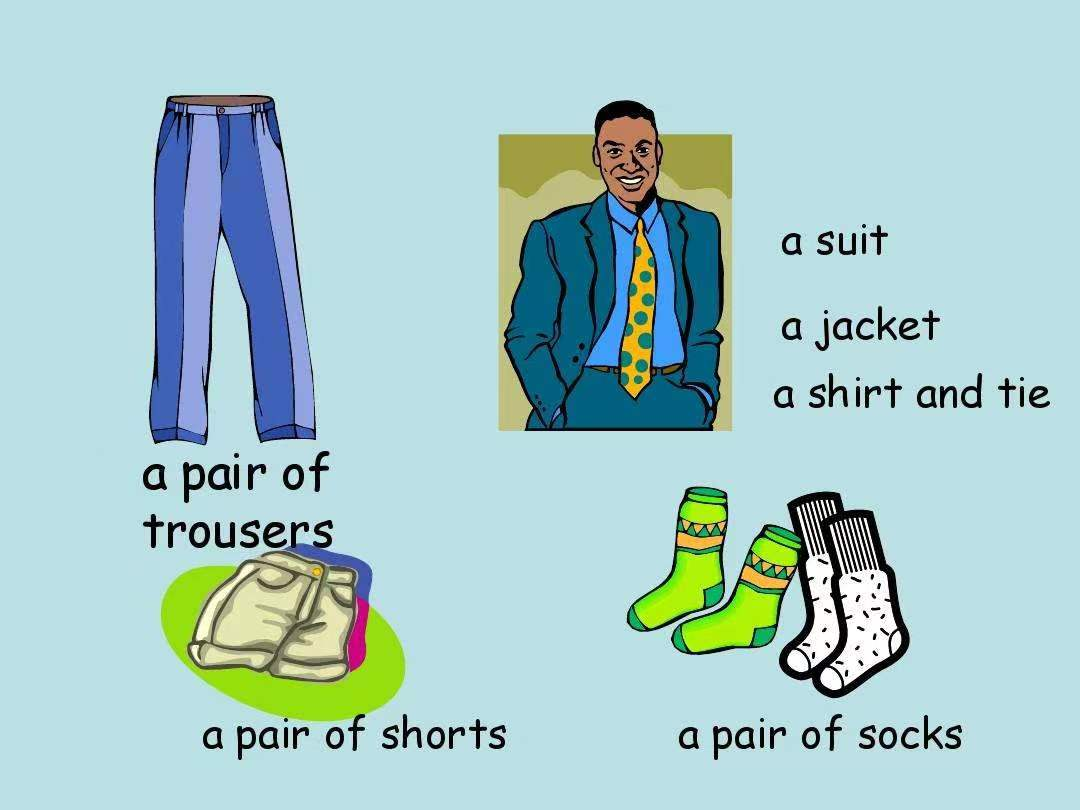 a suit
a jacket
a shirt and tie
a pair of
trousers
a pair of shorts
a pair of socks